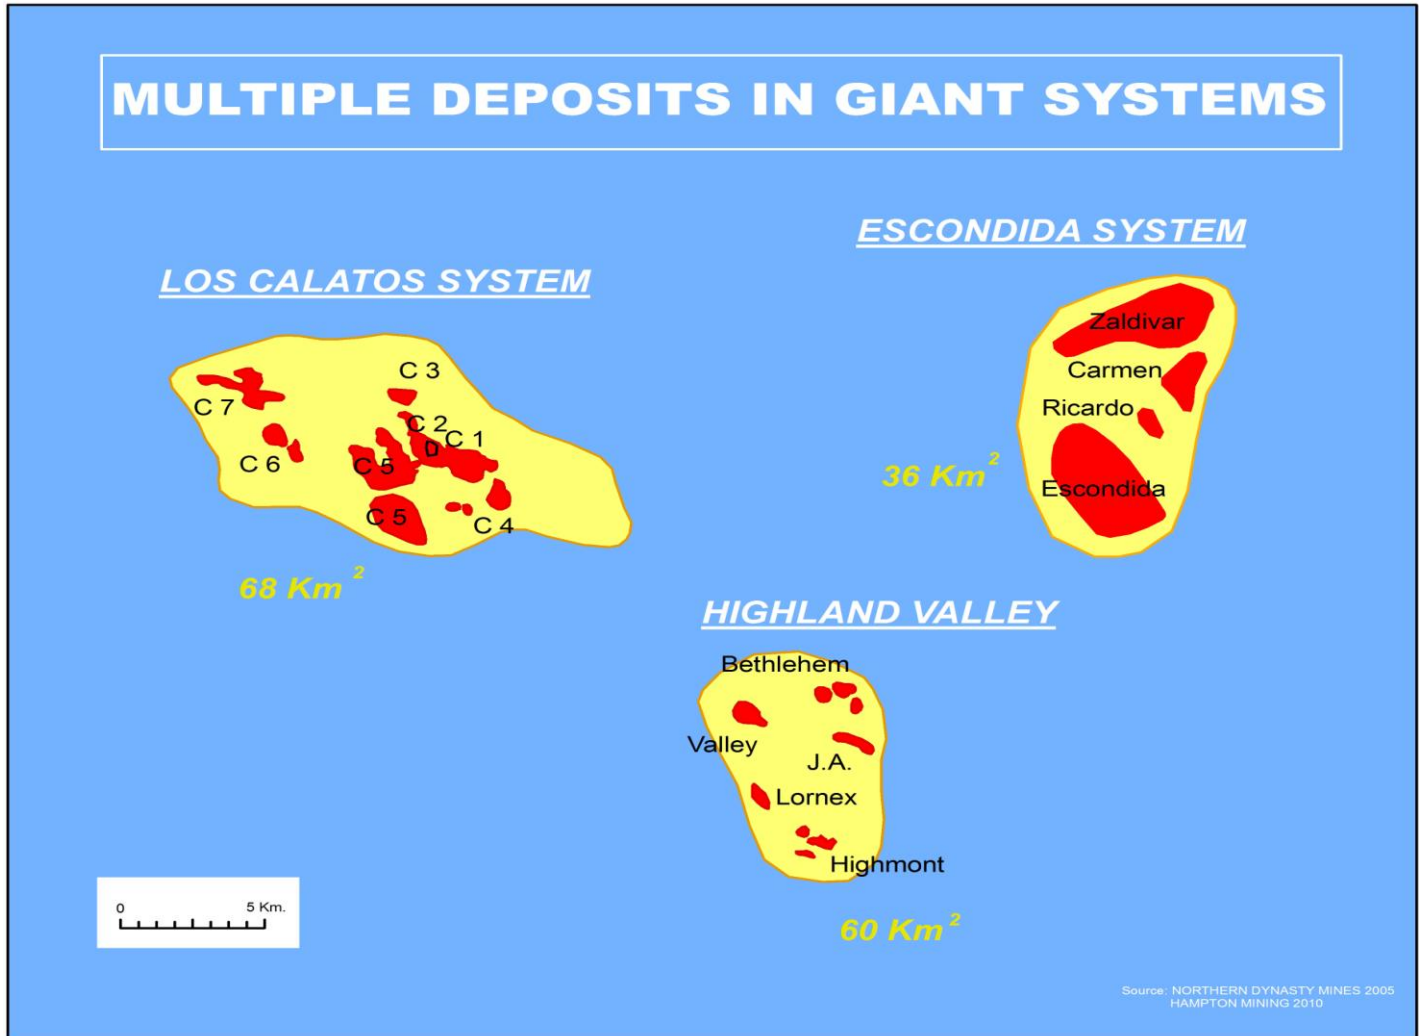 MULTIPLE DEPOSITS IN GIANT SYSTEMS
ESCONDIDA SYSTEM
LOS CALATOS SYSTEM
Zaldivar
Carmen
Ricardo
Escondida
36 Km²
C 3
C 7
C 2
C 1
C 6
C 5
C 5
C 4
68 Km²
HIGHLAND VALLEY
Bethlehem
Valley
J.A.
Lornex
Highmont
60 Km²
0 5 Km.
Source: NORTHERN DYNASTY MINES 2005
HAMPTON MINING 2010